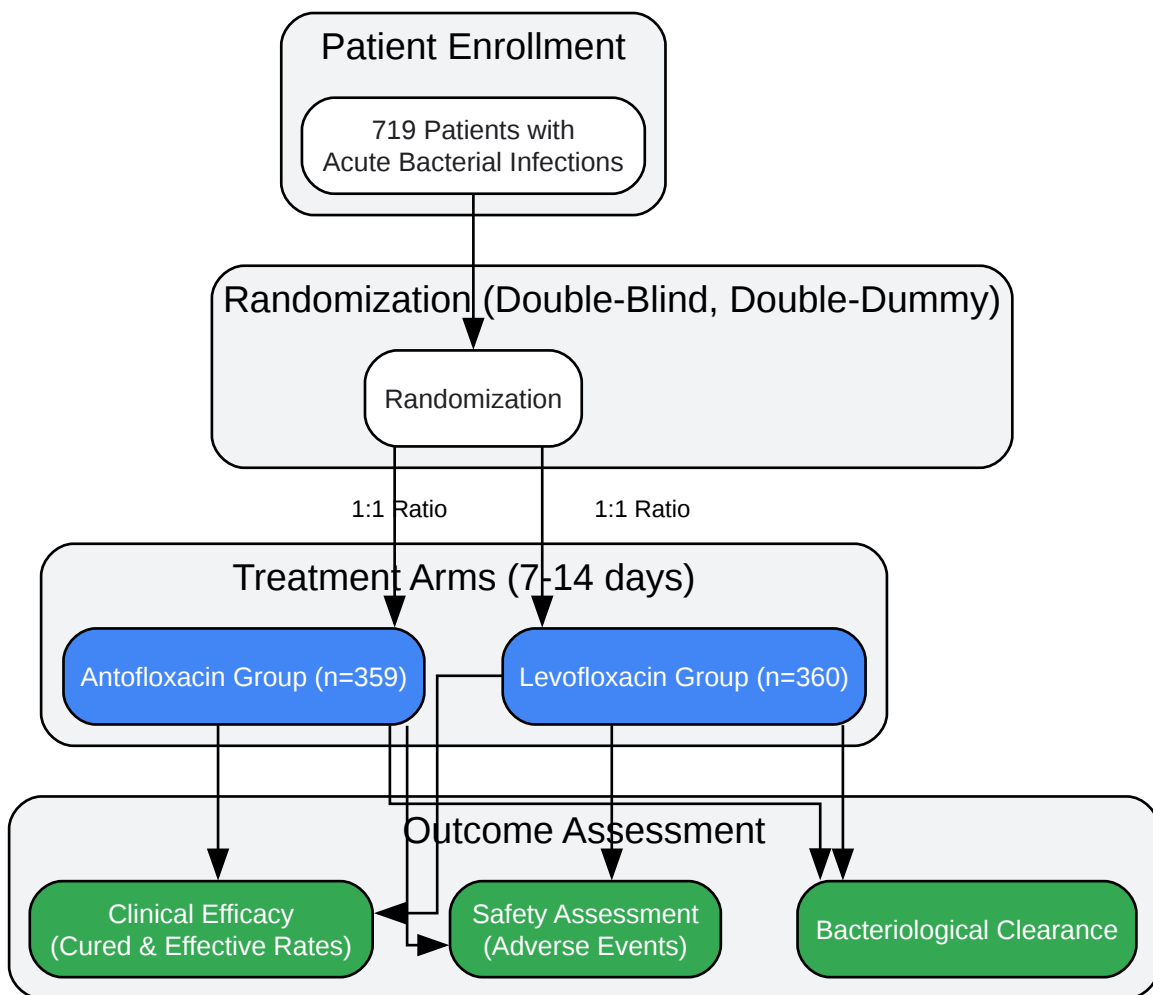 Patient Enrollment
719 Patients with
Acute Bacterial Infections
Randomization (Double-Blind, Double-Dummy)
Randomization
1:1 Ratio
1:1 Ratio
Treatment Arms (7-14 days)
Antofloxacin Group (n=359)
Levofloxacin Group (n=360)
Outcome Assessment
Clinical Efficacy
(Cured & Effective Rates)
Safety Assessment
(Adverse Events)
Bacteriological Clearance